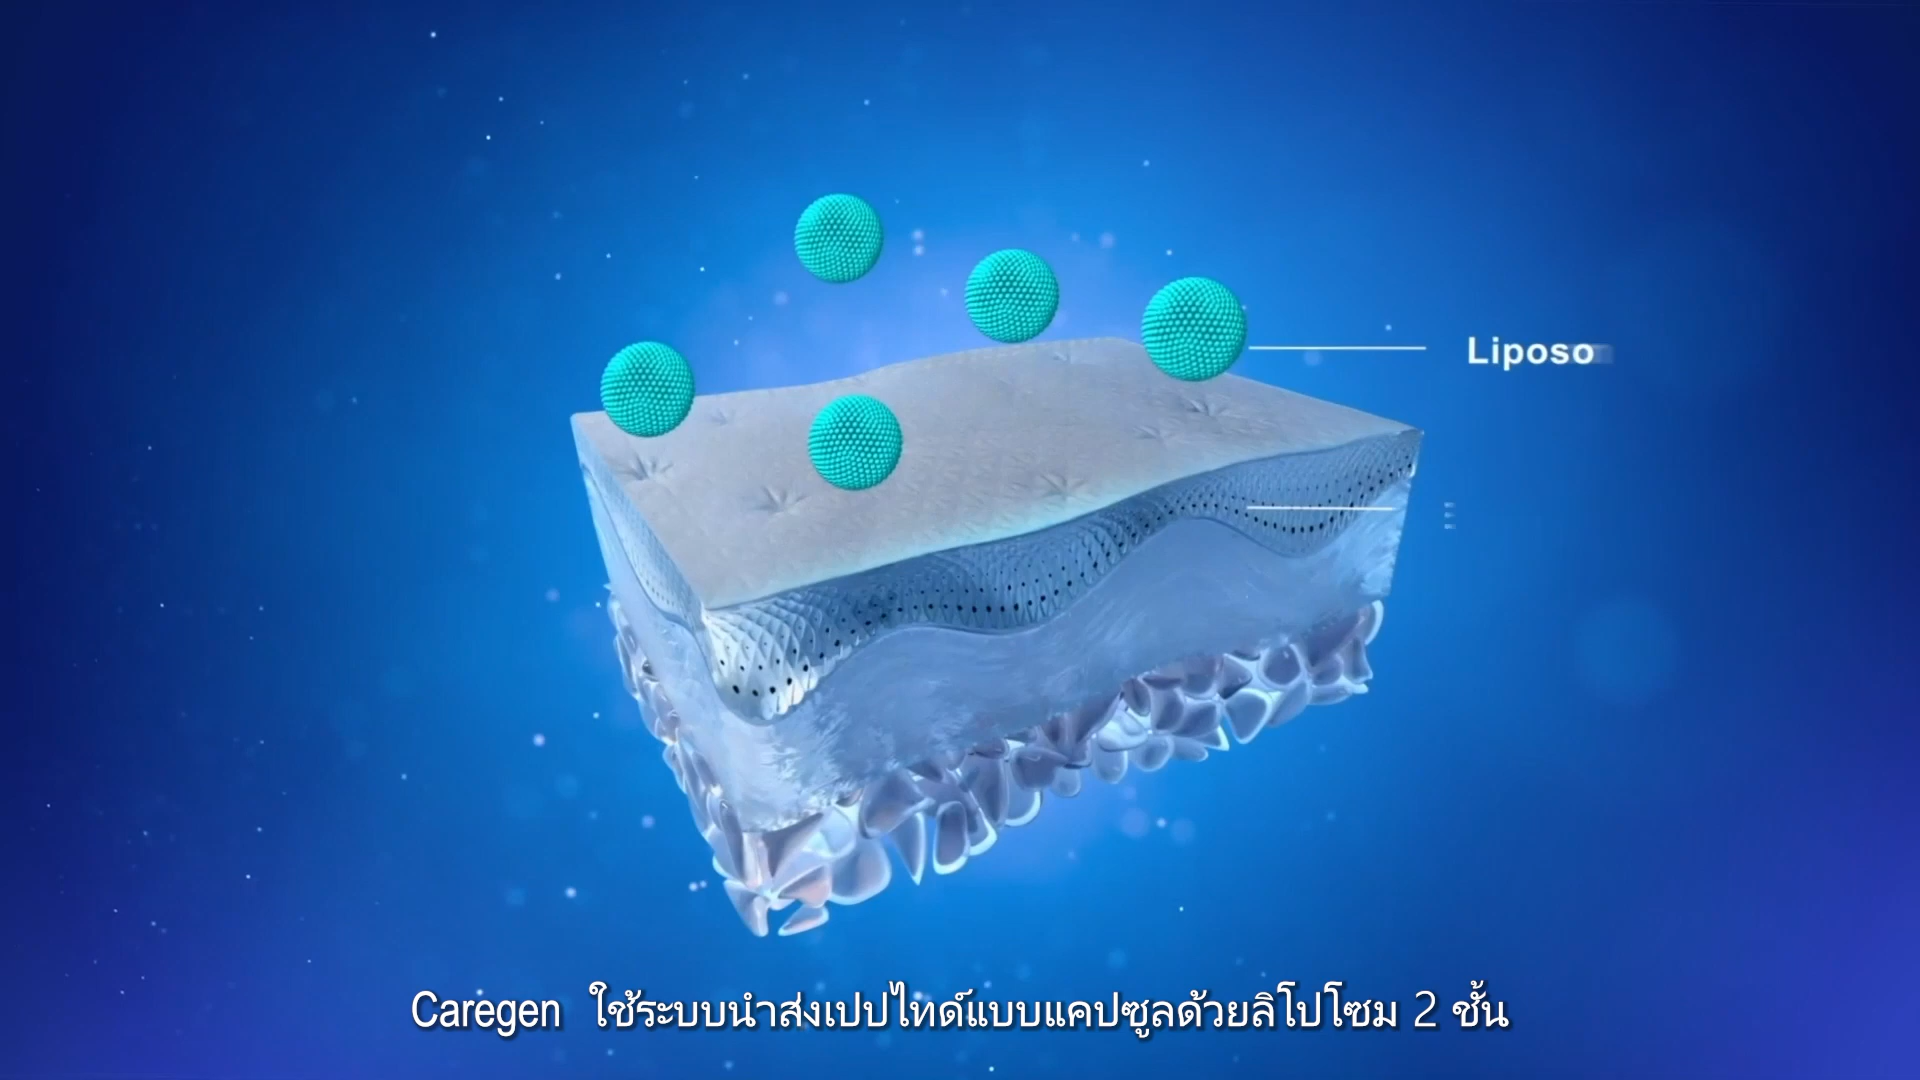 Liposo
Caregen ใช้ระบบนำส่งเปปไทด์แบบแคปซูลด้วยลิโปโซม 2 ชั้น